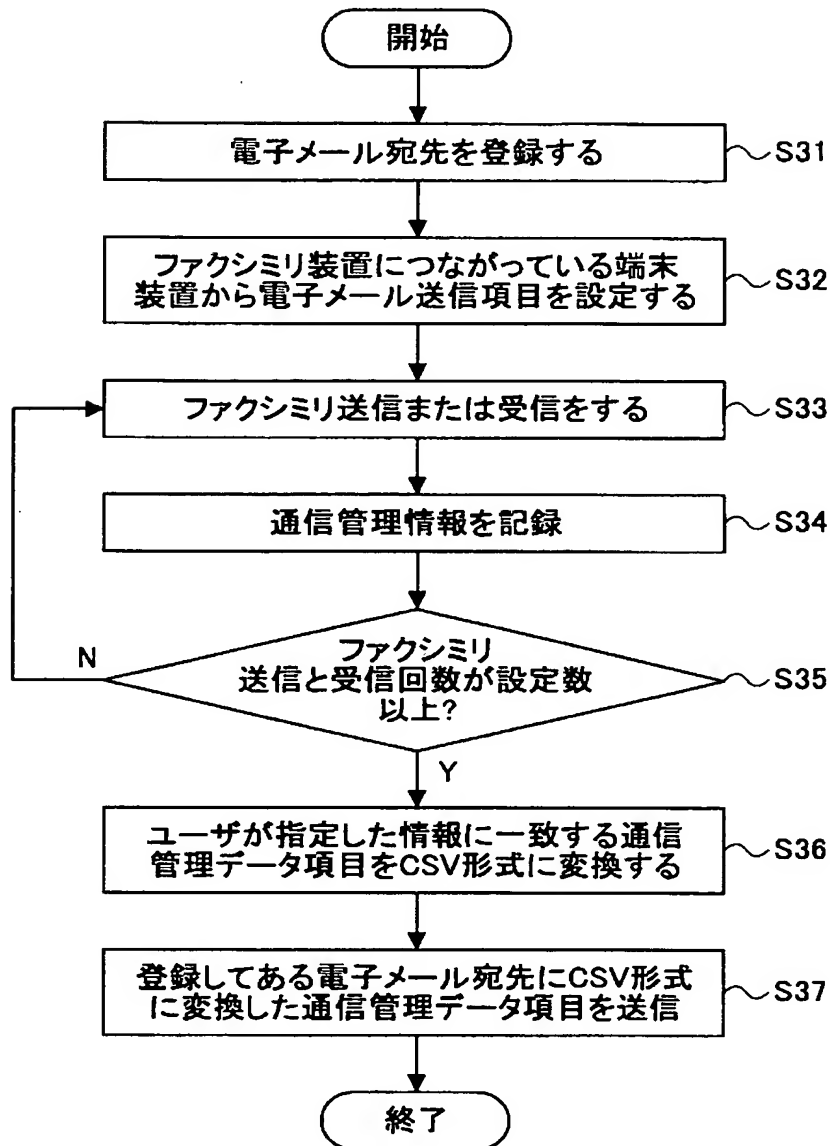 開始
電子メール宛先を登録する
S31
ファクシミリ装置につながっている端末
装置から電子メール送信項目を設定する
S32
ファクシミリ送信または受信をする
S33
通信管理情報を記録
S34
ファクシミリ
送信と受信回数が設定数
以上?
S35
N
Y
ユーザが指定した情報に一致する通信
管理データ項目をCSV形式に変換する
S36
登録してある電子メール宛先にCSV形式
に変換した通信管理データ項目を送信
S37
終了